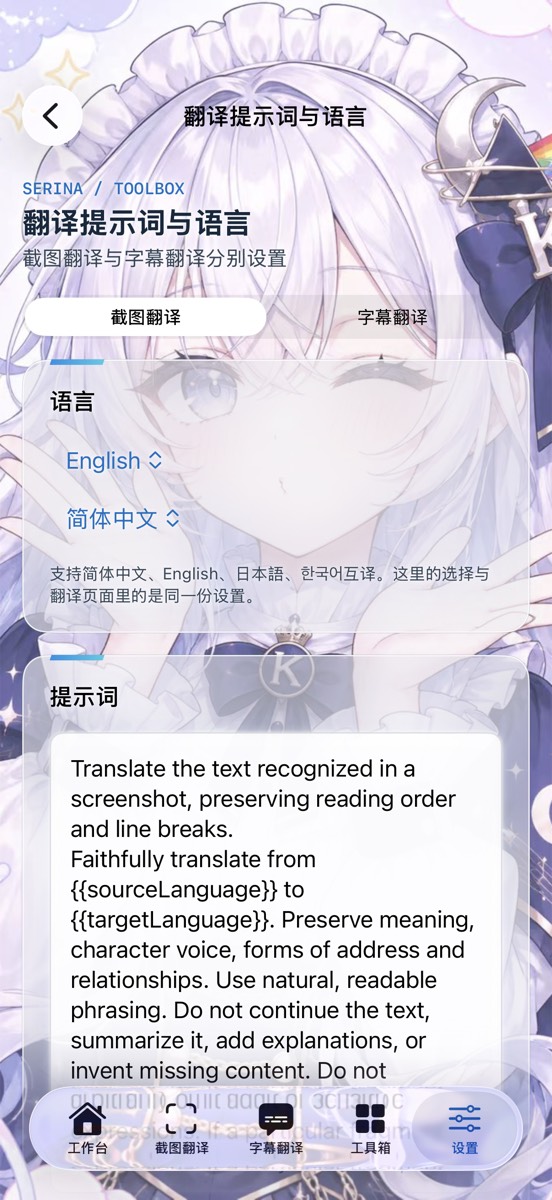 翻译提示词与语言
SERINA / TOOLBOX
翻译提示词与语言
截图翻译与字幕翻译分别设置
截图翻译
字幕翻译
语言
English
简体中文
支持简体中文、English、日本語、한국어互译。这里的选择与
翻译页面里的是同一份设置。
K
提示词
Translate the text recognized in a
screenshot, preserving reading order
and line breaks.
Faithfully translate from
{{sourceLanguage}} to
{{targetLanguage}}. Preserve meaning,
character voice, forms of address and
relationships. Use natural, readable
phrasing. Do not continue the text,
summarize it, add explanations, or
invent missing content. Do not
工作台
截图翻译
字幕翻译
工具箱
设置